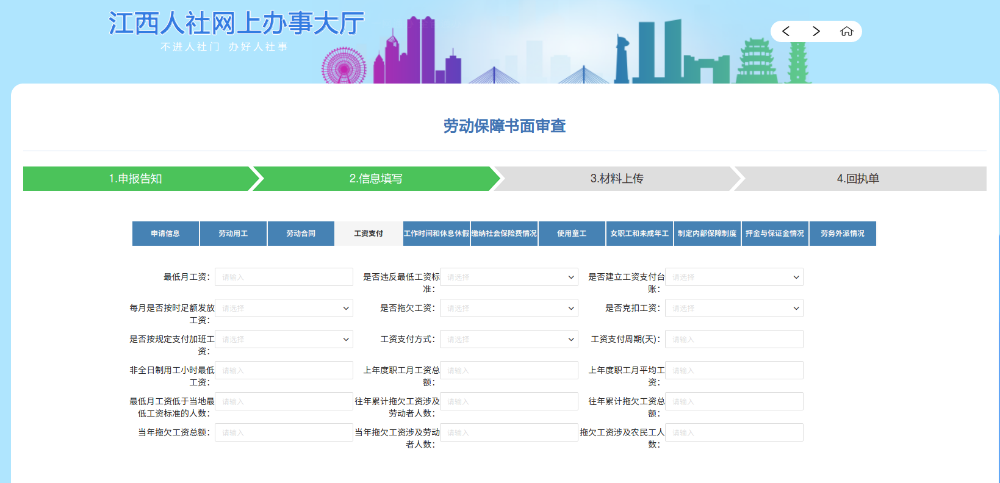 江西人社网上办事大厅
不进人社门 办好人社事
劳动保障书面审查
1.申报告知 2.信息填写 3.材料上传 4.回执单
申请信息 劳动用工 劳动合同 工资支付 工作时间和休息休假 缴纳社会保险费情况 使用童工 女职工和未成年工 制定内部保障制度 押金与保证金情况 劳务外派情况
最低月工资： 请输入 是否违反最低工资标准： 请选择 是否建立工资支付台账： 请选择
每月是否按时足额发放工资： 请选择 是否拖欠工资： 请选择 是否克扣工资： 请选择
是否按规定支付加班工资： 请选择 工资支付方式： 请选择 工资支付周期(天)： 请输入
非全日制用工小时最低工资： 请输入 上年度职工月工资总额： 请输入 上年度职工月平均工资： 请输入
最低月工资低于当地最低工资标准的人数： 请输入 往年累计拖欠工资涉及劳动者人数： 请输入 往年累计拖欠工资总额： 请输入
当年拖欠工资总额： 请输入 当年拖欠工资涉及劳动者人数： 请输入 拖欠工资涉及农民工人数： 请输入